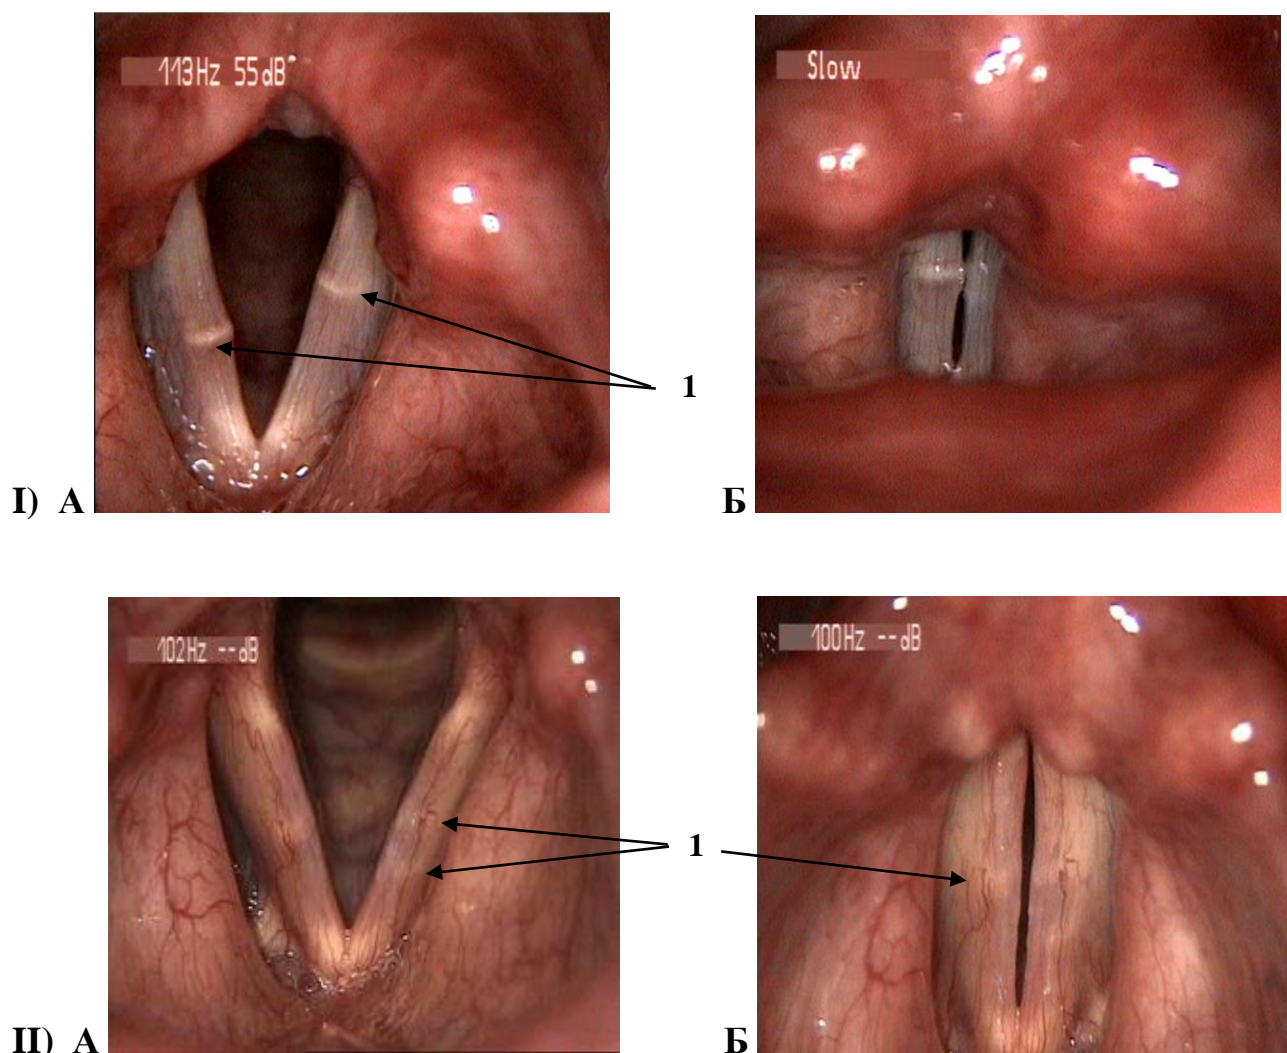 113Hz 55dB
Slow
1
I) А
Б
102Hz --dB
100Hz --dB
1
II) А
Б